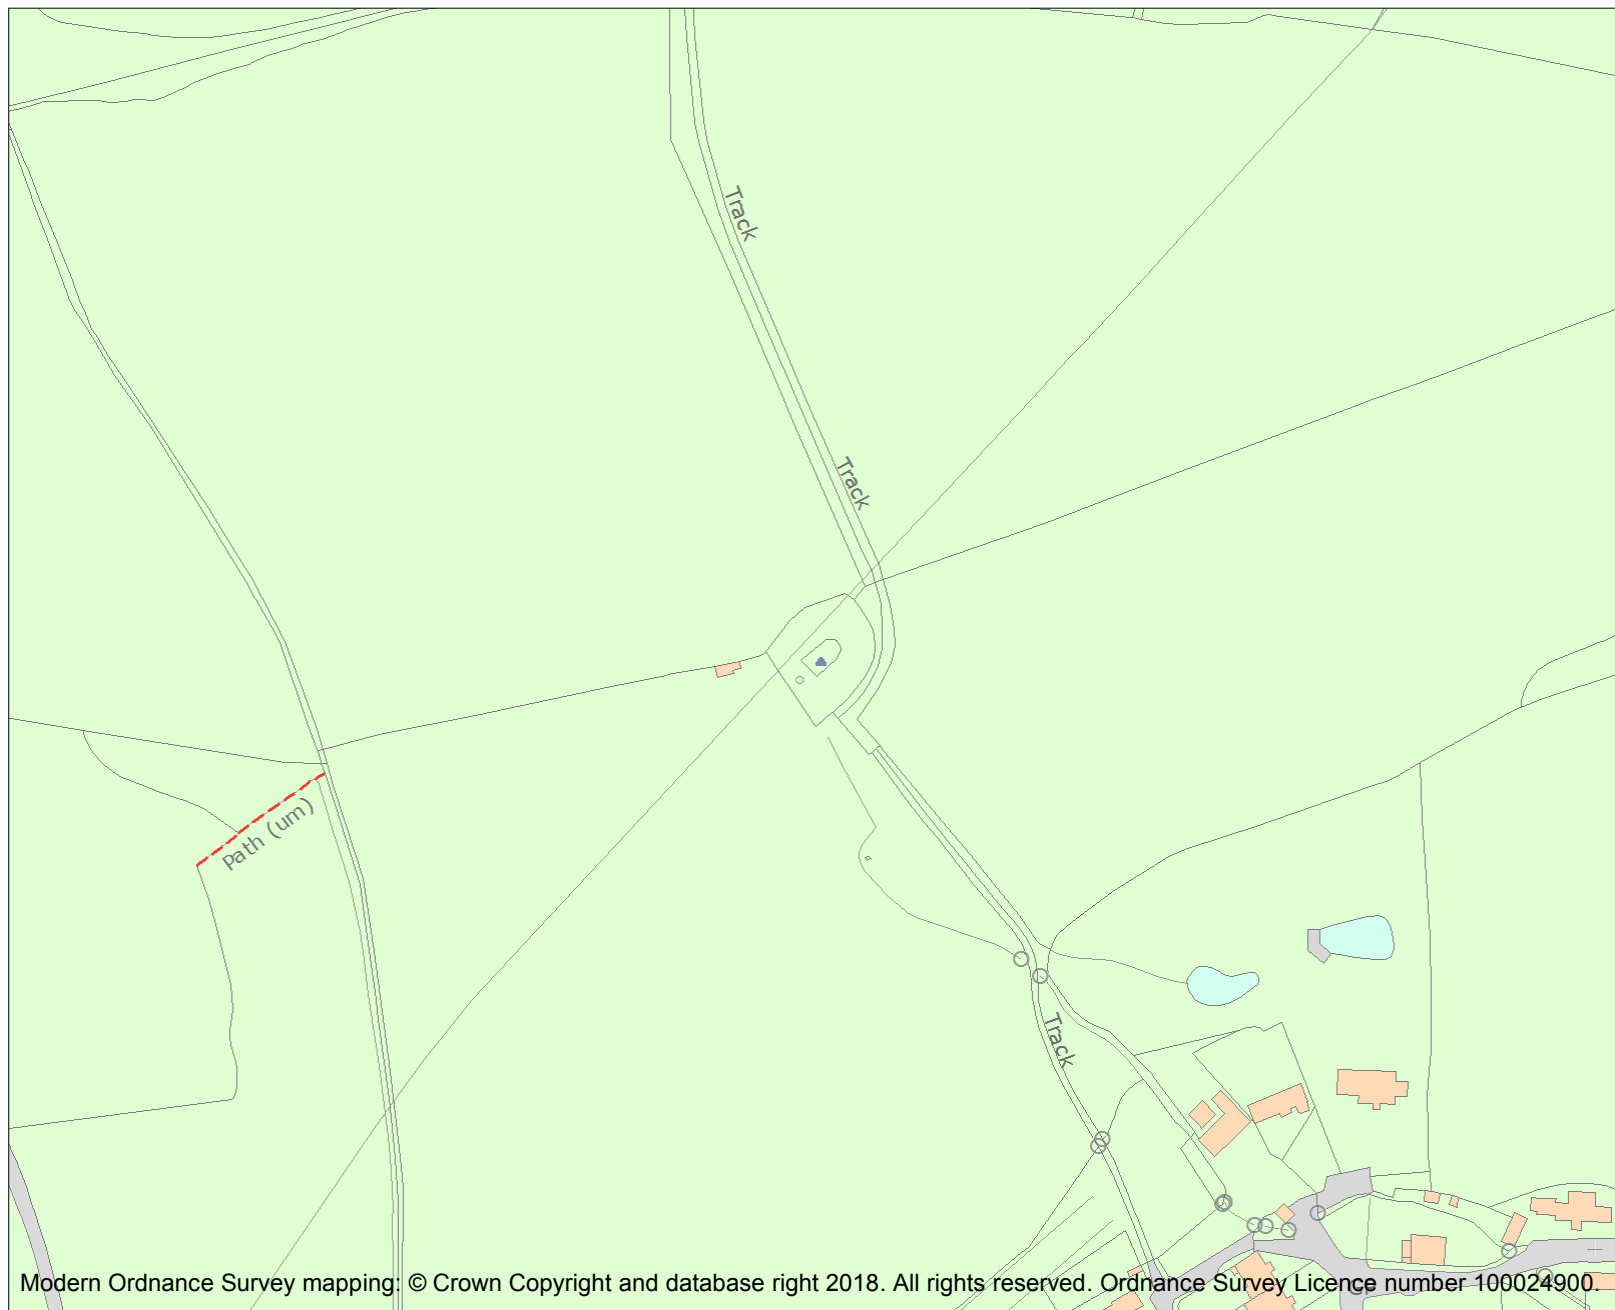 Track
Track
Path (um)
Track
Modern Ordnance Survey mapping: © Crown Copyright and database right 2018. All rights reserved. Ordnance Survey Licence number 100024900.